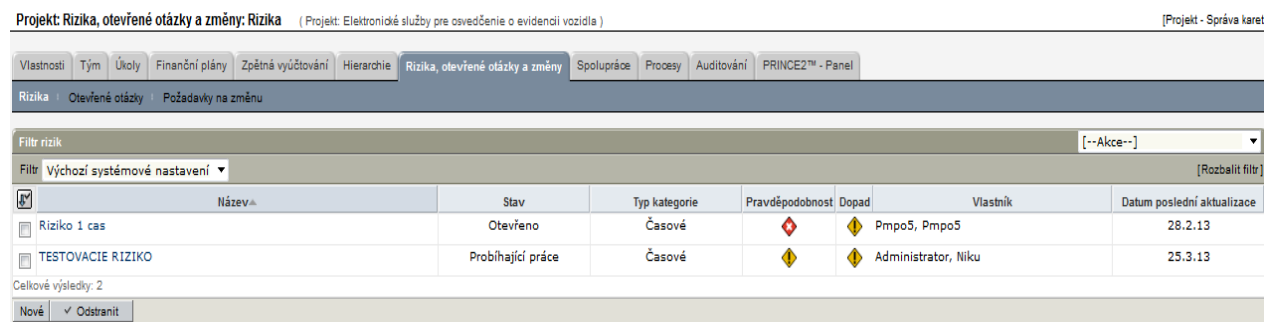 Projekt: Rizika, otevřené otázky a změny: Rizika ( Projekt: Elektronické služby pre osvedčenie o evidencii vozidla ) [Projekt - Správa karet
Vlastnosti Tým Úkoly Finanční plány Zpětná vyúčtování Hierarchie Rizika, otevřené otázky a změny Spolupráce Procesy Auditování PRINCE2™ - Panel
Rizika Otevřené otázky Požadavky na změnu
Filtr rizik [--Akce--]
Filtr Výchozí systémové nastavení [Rozbalit filtr]
Název Stav Typ kategorie Pravděpodobnost Dopad Vlastník Datum poslední aktualizace
Riziko 1 cas Otevřeno Časové Pmpo5, Pmpo5 28.2.13
TESTOVACIE RIZIKO Probíhající práce Časové Administrator, Niku 25.3.13
Celkové výsledky: 2
Nové Odstranit